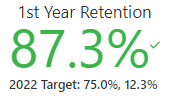 1st Year Retention
87.3%
2022 Target: 75.0%, 12.3%